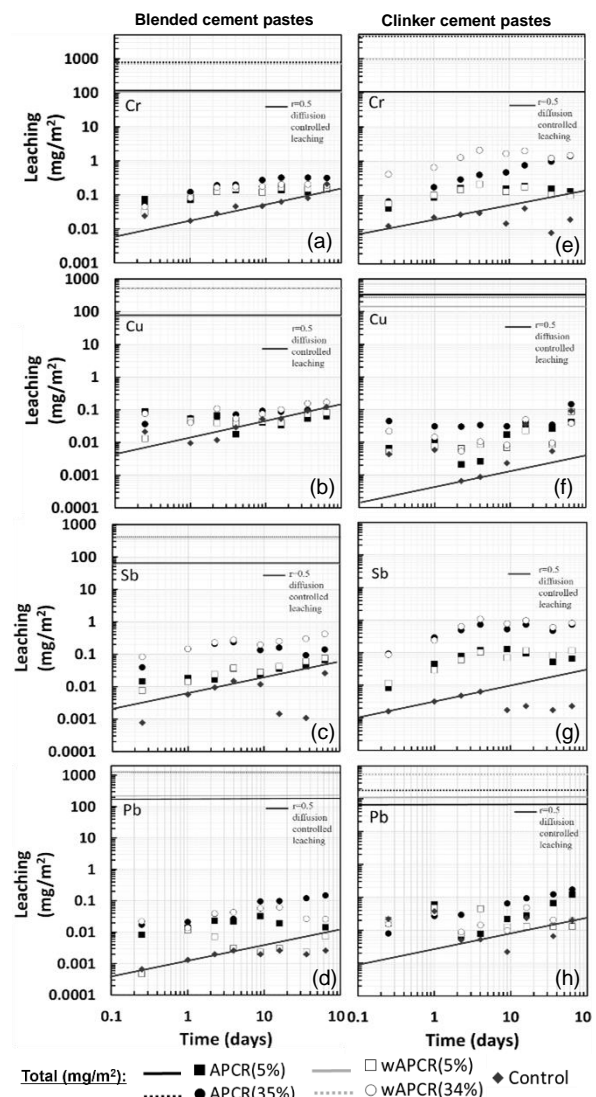 Blended cement pastes
Clinker cement pastes
Leaching
(mg/m²)
1000
100
10
1
0.1
0.01
0.001
Cr
r=0.5
diffusion
controlled
leaching
(a)
Cr
r=0.5
diffusion
controlled
leaching
(e)
Leaching
(mg/m²)
1000
100
10
1
0.1
0.01
0.001
0.0001
Cu
r=0.5
diffusion
controlled
leaching
(b)
Cu
r=0.5
diffusion
controlled
leaching
(f)
Leaching
(mg/m²)
1000
100
10
1
0.1
0.01
0.001
0.0001
Sb
r=0.5
diffusion
controlled
leaching
(c)
Sb
r=0.5
diffusion
controlled
leaching
(g)
Leaching
(mg/m²)
1000
100
10
1
0.1
0.01
0.001
0.0001
Pb
r=0.5
diffusion
controlled
leaching
(d)
Pb
r=0.5
diffusion
controlled
leaching
(h)
0.1 1 10 100
0.1 1 10 100
Time (days)
Time (days)
Total (mg/m²): APCR(5%) wAPCR(5%) Control
APCR(35%) wAPCR(34%)